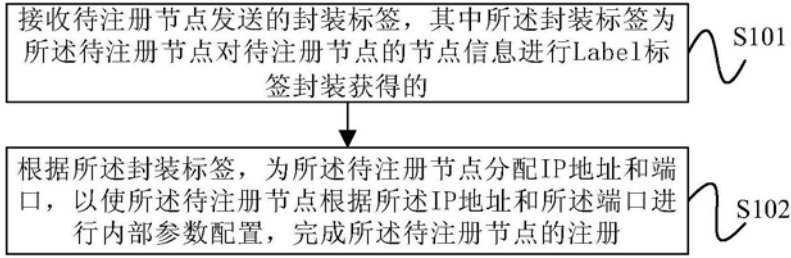 接收待注册节点发送的封装标签，其中所述封装标签为
所述待注册节点对待注册节点的节点信息进行Label标
签封装获得的
S101
根据所述封装标签，为所述待注册节点分配IP地址和端
口，以使所述待注册节点根据所述IP地址和所述端口进
行内部参数配置，完成所述待注册节点的注册
S102